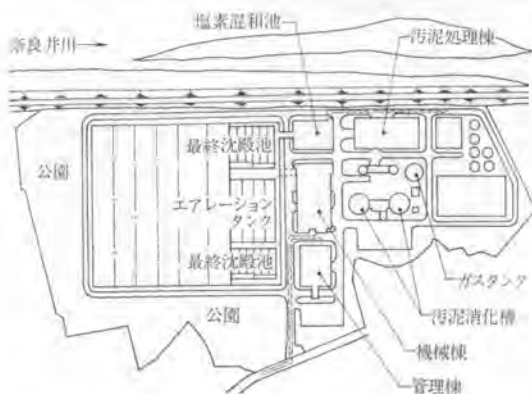 塩素混和池
汚泥処理棟
奈良井川
最終沈殿池
公園
エアレーション
タンク
最終沈殿池
ガスタンク
公園
汚泥消化槽
機械棟
管理棟